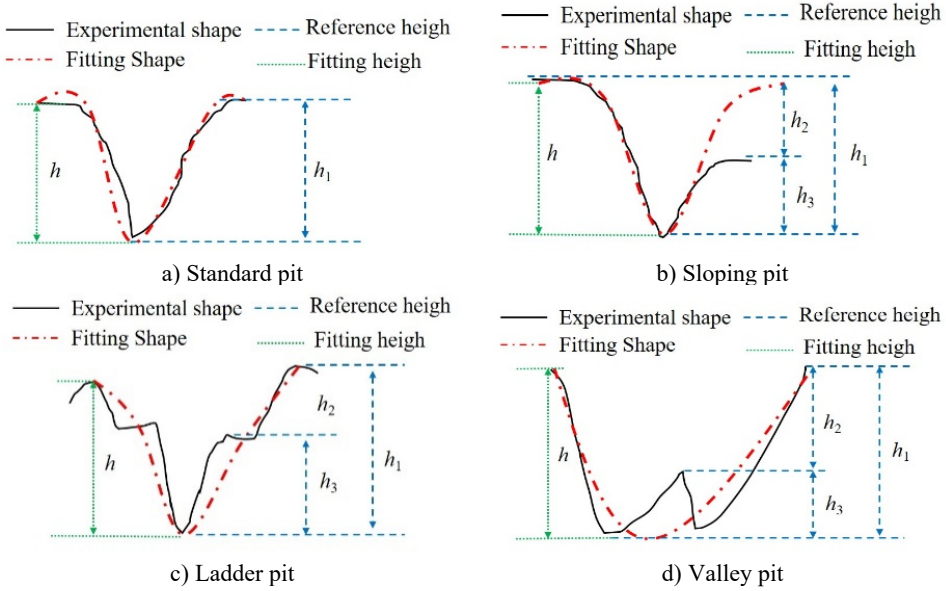 Experimental shape Reference heigh
Fitting Shape Fitting heigh
h h₁
a) Standard pit
Experimental shape Reference heigh
Fitting Shape Fitting heigh
h h₂ h₁
h₃
b) Sloping pit
Experimental shape Reference heigh
Fitting Shape Fitting heigh
h h₂ h₁
h₃
c) Ladder pit
Experimental shape Reference heigh
Fitting Shape Fitting heigh
h h₂ h₁
h₃
d) Valley pit